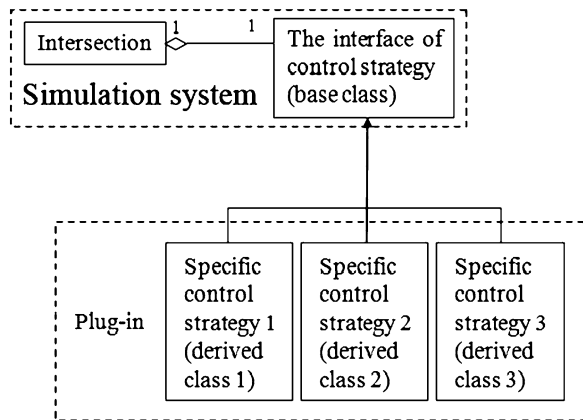 1
1
Intersection
The interface of
control strategy
(base class)
Simulation system
Plug-in
Specific
control
strategy 1
(derived
class 1)
Specific
control
strategy 2
(derived
class 2)
Specific
control
strategy 3
(derived
class 3)